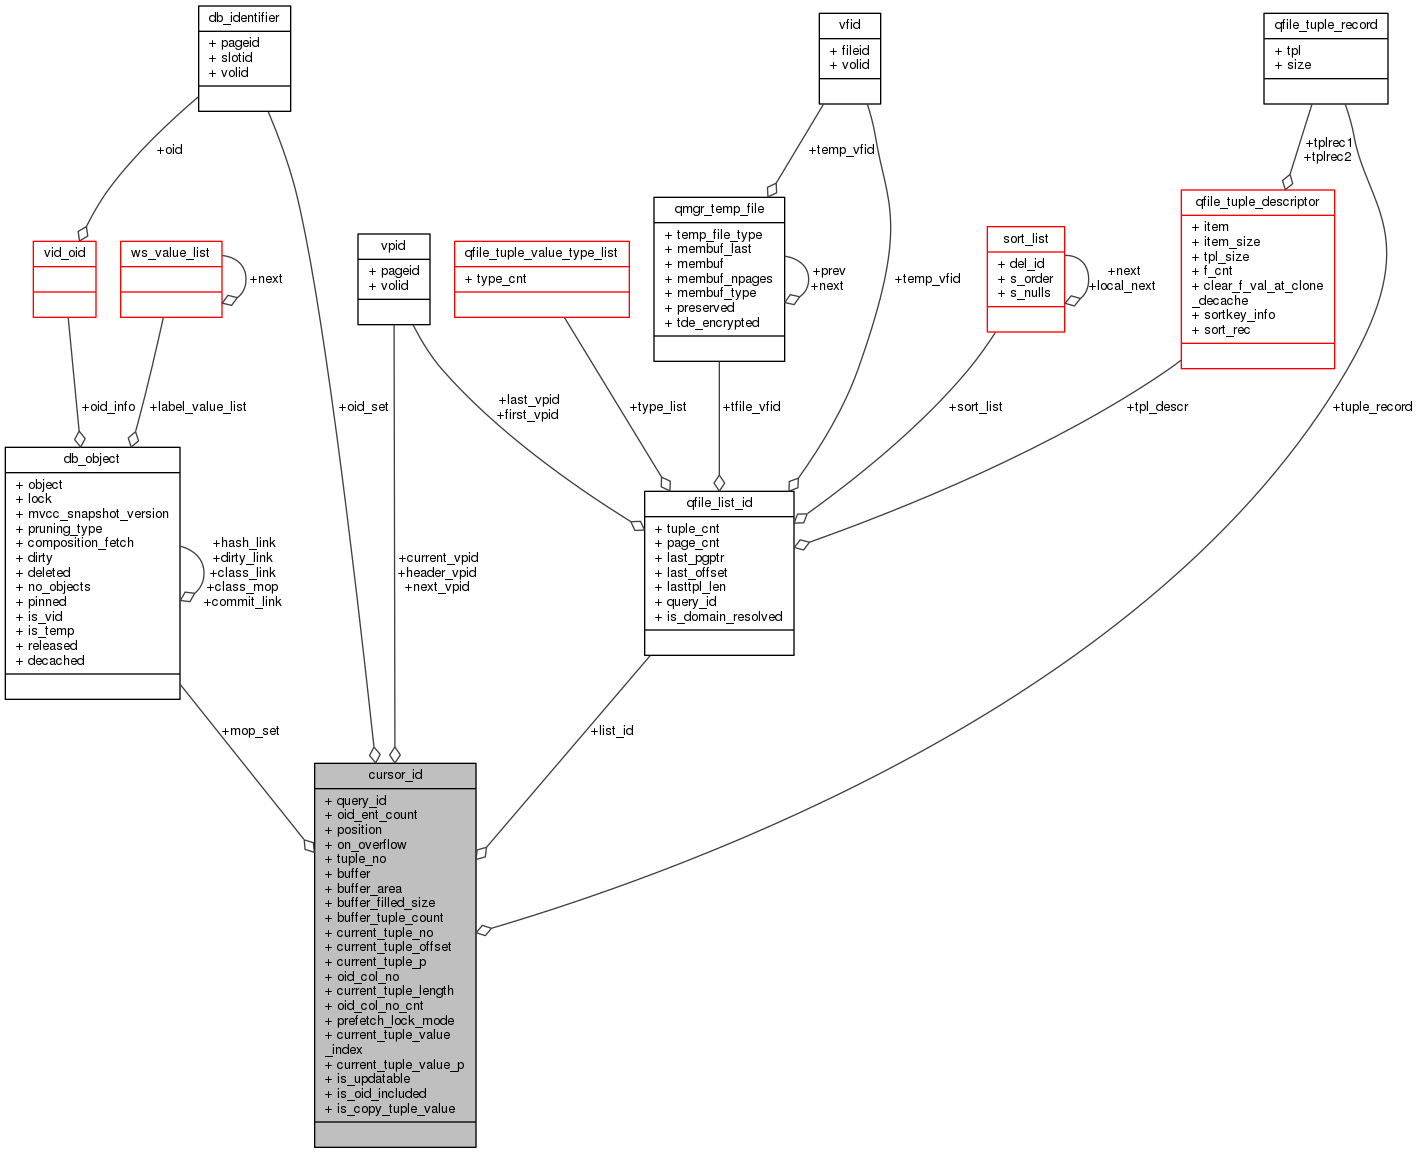 db_identifier
+ pageid
+ slotid
+ volid
vfid
+ fileid
+ volid
qfile_tuple_record
+ tpl
+ size
+oid
+temp_vfid
+tplrec1
+tplrec2
vid_oid
ws_value_list
+next
vpid
+ pageid
+ volid
qfile_tuple_value_type_list
+ type_cnt
qmgr_temp_file
+ temp_file_type
+ membuf_last
+ membuf
+ membuf_npages
+ membuf_type
+ preserved
+ tde_encrypted
+prev
+next
+temp_vfid
sort_list
+ del_id
+ s_order
+ s_nulls
+next
+local_next
qfile_tuple_descriptor
+ item
+ item_size
+ tpl_size
+ f_cnt
+ clear_f_val_at_clone
_decache
+ sortkey_info
+ sort_rec
+oid_info
+label_value_list
+oid_set
+last_vpid
+first_vpid
+type_list
+tfile_vfid
+sort_list
+tpl_descr
+tuple_record
db_object
+ object
+ lock
+ mvcc_snapshot_version
+ pruning_type
+ composition_fetch
+ dirty
+ deleted
+ no_objects
+ pinned
+ is_vid
+ is_temp
+ released
+ decached
+hash_link
+dirty_link
+class_link
+class_mop
+commit_link
+current_vpid
+header_vpid
+next_vpid
qfile_list_id
+ tuple_cnt
+ page_cnt
+ last_pgptr
+ last_offset
+ lasttpl_len
+ query_id
+ is_domain_resolved
+mop_set
+list_id
cursor_id
+ query_id
+ oid_ent_count
+ position
+ on_overflow
+ tuple_no
+ buffer
+ buffer_area
+ buffer_filled_size
+ buffer_tuple_count
+ current_tuple_no
+ current_tuple_offset
+ current_tuple_p
+ oid_col_no
+ current_tuple_length
+ oid_col_no_cnt
+ prefetch_lock_mode
+ current_tuple_value
_index
+ current_tuple_value_p
+ is_updatable
+ is_oid_included
+ is_copy_tuple_value